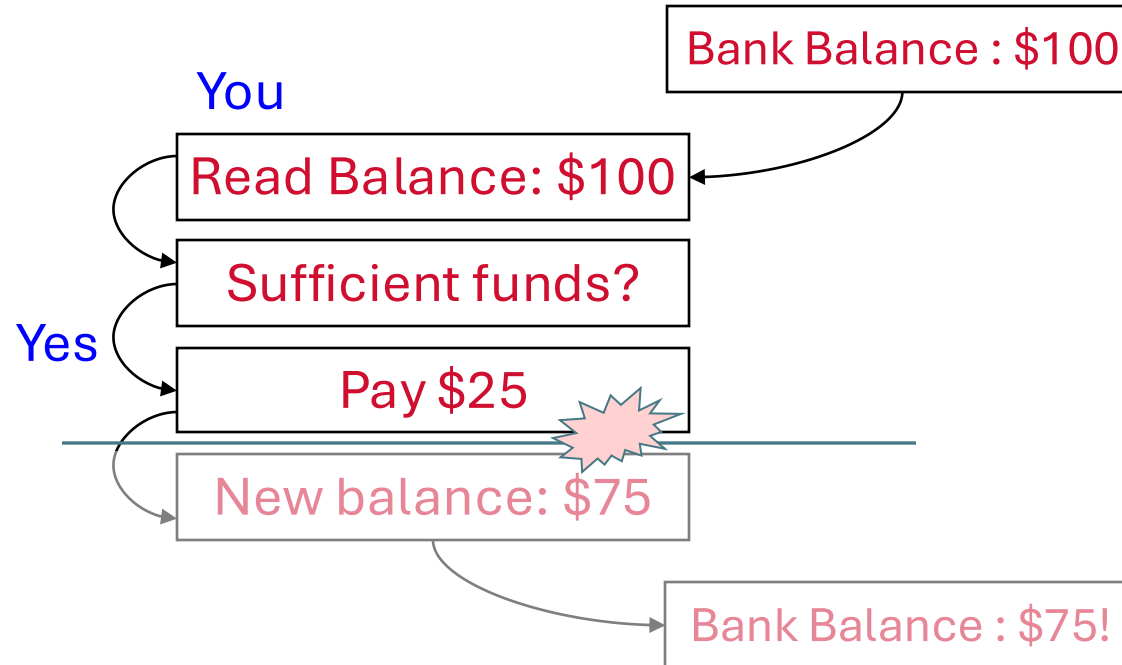 Bank Balance : $100
You
Read Balance: $100
Sufficient funds?
Yes
Pay $25
New balance: $75
Bank Balance : $75!